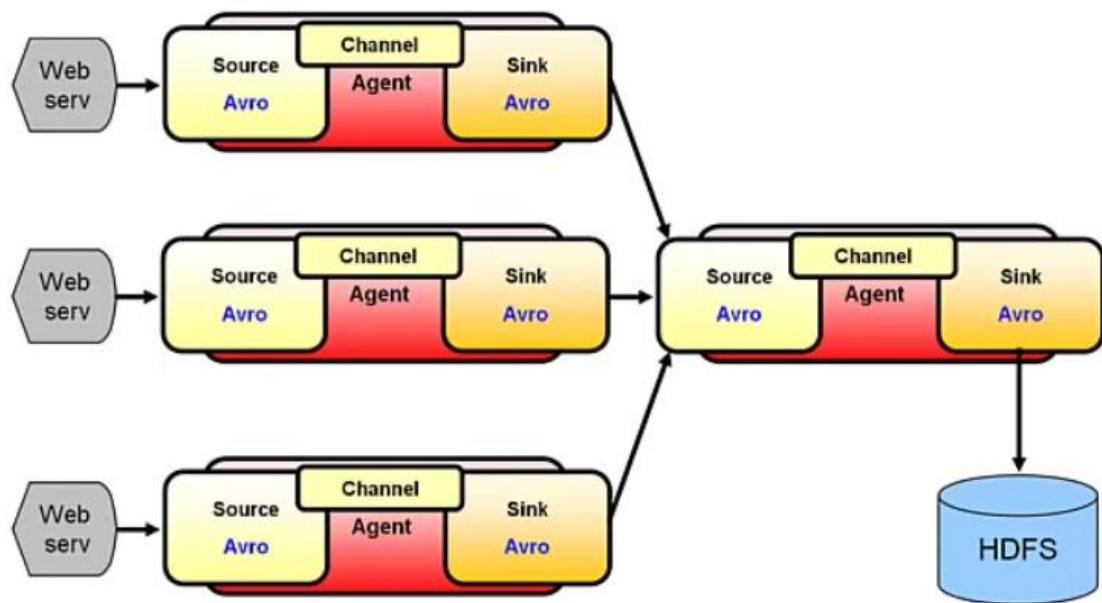 Web
serv
Source
Avro
Channel
Agent
Sink
Avro
Web
serv
Source
Avro
Channel
Agent
Sink
Avro
Source
Avro
Channel
Agent
Sink
Avro
Web
serv
Source
Avro
Channel
Agent
Sink
Avro
HDFS